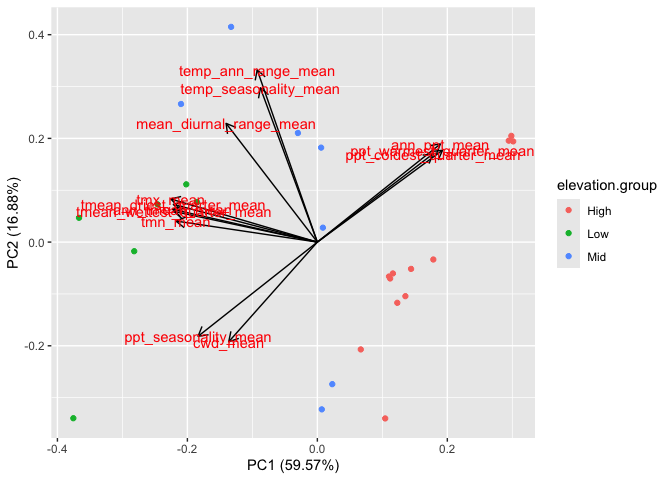 0.4
0.2
0.0
-0.2
PC2 (16.88%)
temp_ann_range_mean
temp_seasonality_mean
mean_diurnal_range_mean
ann_ppt_mean
ppt_warmest_quarter_mean
ppt_coldest_quarter_mean
tmx_mean
tmn_mean
ppt_seasonality_mean
cwd_mean
-0.4
-0.2
0.0
0.2
PC1 (59.57%)
elevation.group
High
Low
Mid